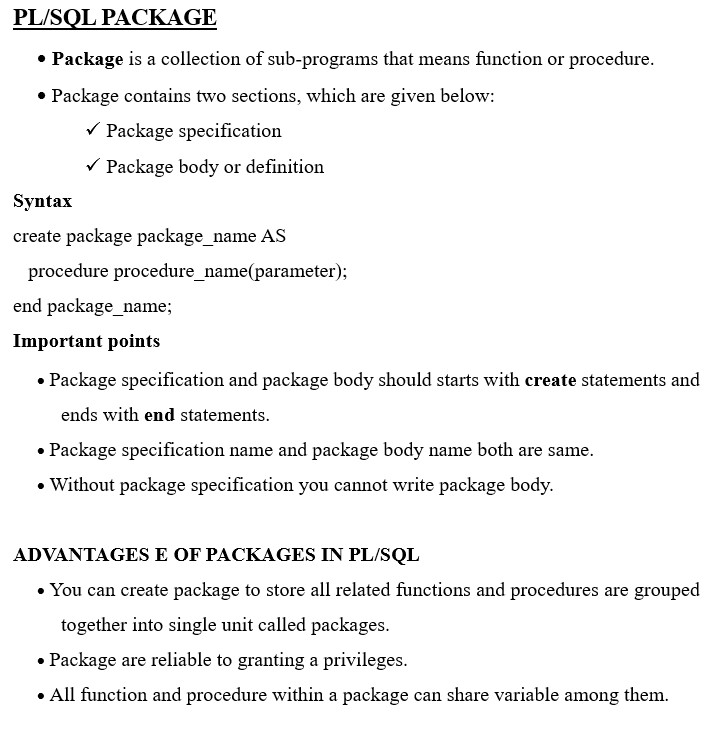 PL/SQL PACKAGE
• Package is a collection of sub-programs that means function or procedure.
• Package contains two sections, which are given below:
✓ Package specification
✓ Package body or definition
Syntax
create package package_name AS
procedure procedure_name(parameter);
end package_name;
Important points
• Package specification and package body should starts with create statements and
ends with end statements.
• Package specification name and package body name both are same.
• Without package specification you cannot write package body.
ADVANTAGES E OF PACKAGES IN PL/SQL
• You can create package to store all related functions and procedures are grouped
together into single unit called packages.
• Package are reliable to granting a privileges.
• All function and procedure within a package can share variable among them.